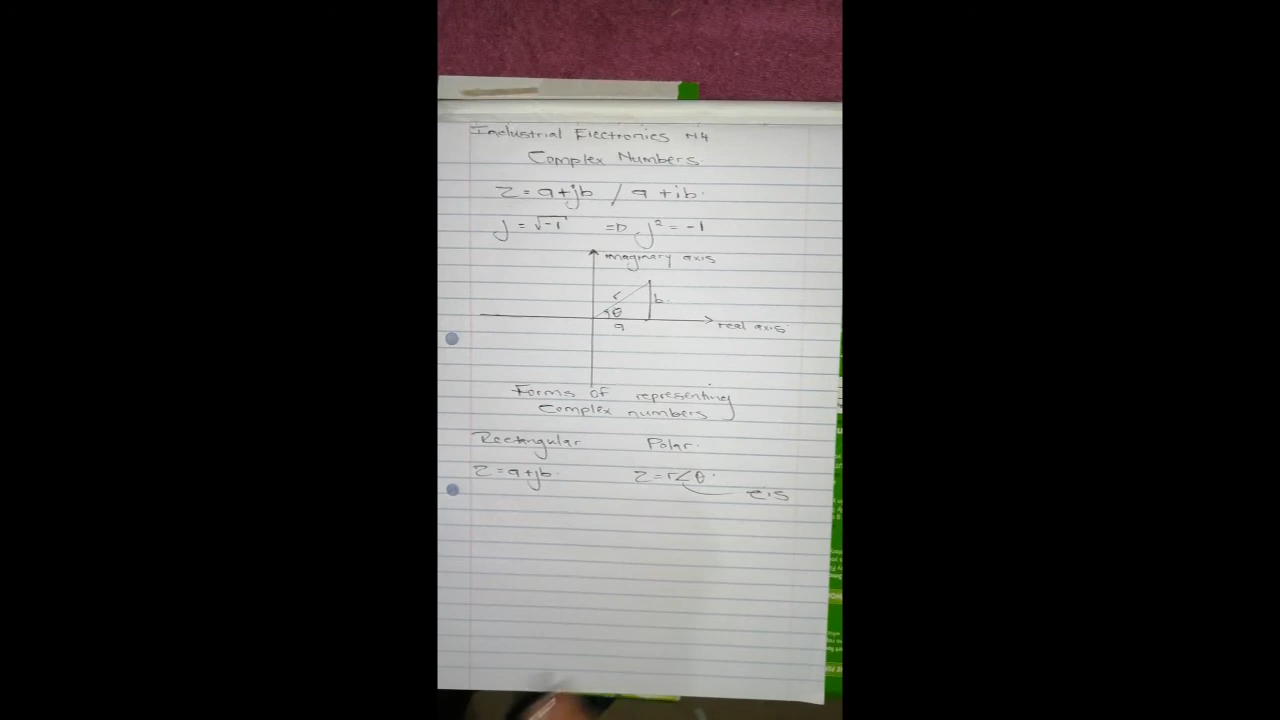 Industrial Electronics N4
Complex Numbers.
Z = a+jb / a+ib.
j = √-1 ⇒ j² = -1
imaginary axis
r
b.
θ
a
real axis.
Forms of representing
Complex numbers
Rectangular Polar.
Z = a+jb. Z = r∠θ.
cis